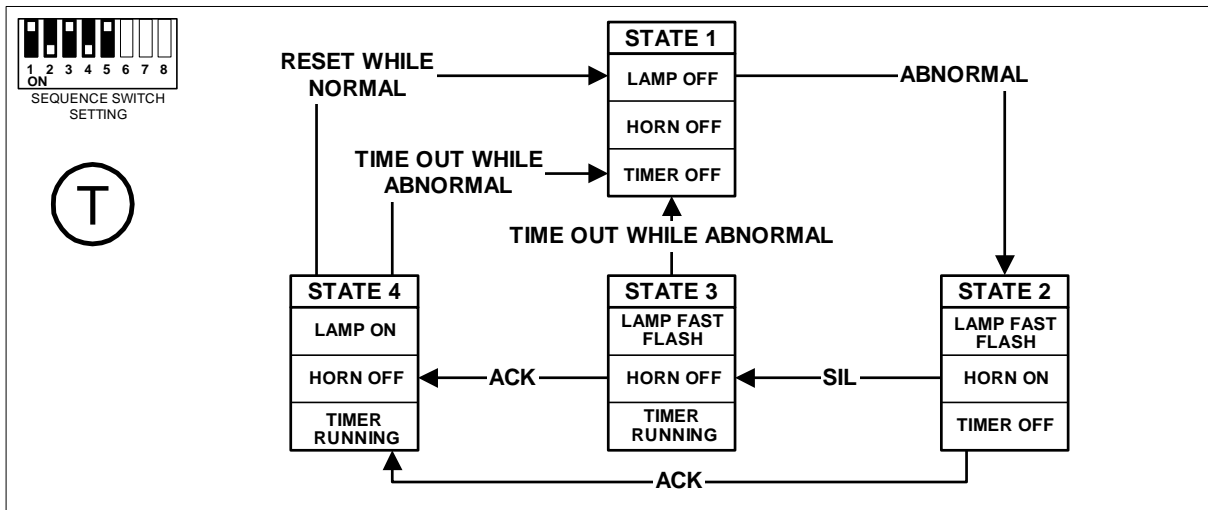 1 2 3 4 5 6 7 8
ON
SEQUENCE SWITCH
SETTING
T
RESET WHILE
NORMAL
STATE 1
LAMP OFF
HORN OFF
TIMER OFF
ABNORMAL
TIME OUT WHILE
ABNORMAL
TIME OUT WHILE ABNORMAL
STATE 4
LAMP ON
HORN OFF
TIMER
RUNNING
ACK
STATE 3
LAMP FAST
FLASH
HORN OFF
TIMER
RUNNING
SIL
STATE 2
LAMP FAST
FLASH
HORN ON
TIMER OFF
ACK